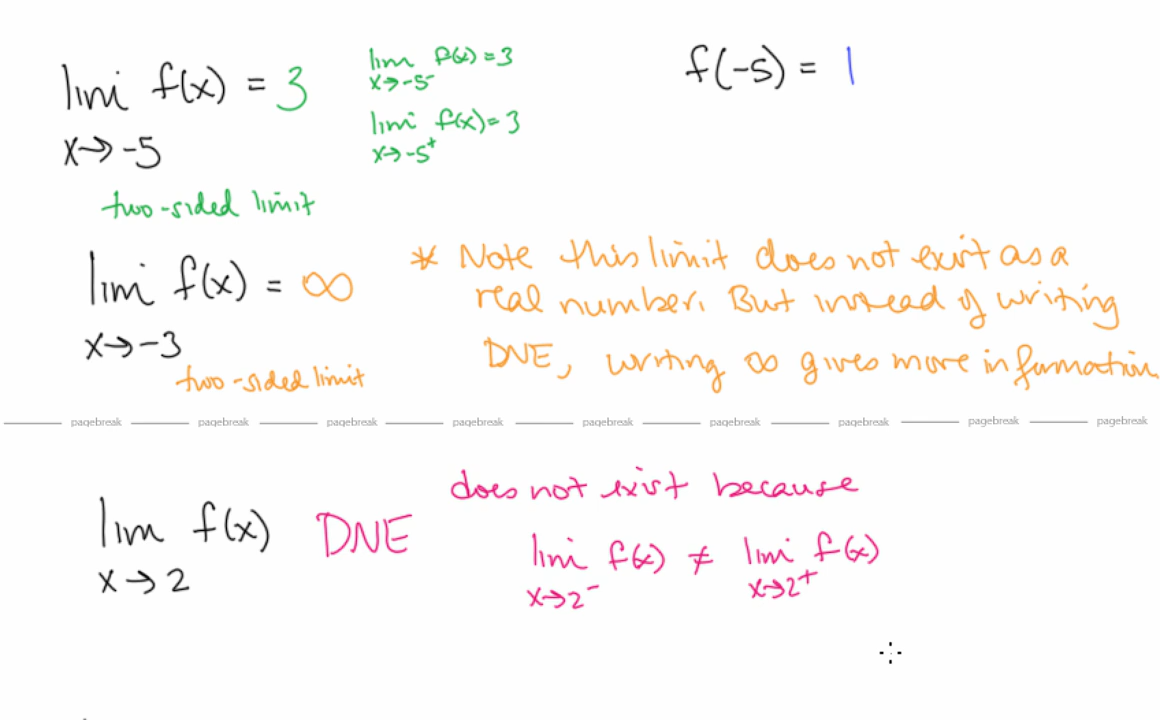 lim f(x) = 3
x→-5
lim f(x) = 3
x→-5⁻
lim f(x) = 3
x→-5⁺
f(-5) = 1
two-sided limit
lim f(x) = ∞
x→-3
two-sided limit
* Note this limit does not exist as a
real number. But instead of writing
DNE, writing ∞ gives more information
pagebreak pagebreak pagebreak pagebreak pagebreak pagebreak pagebreak pagebreak pagebreak
lim f(x) DNE
x→2
does not exist because
lim f(x) ≠ lim f(x)
x→2⁻ x→2⁺